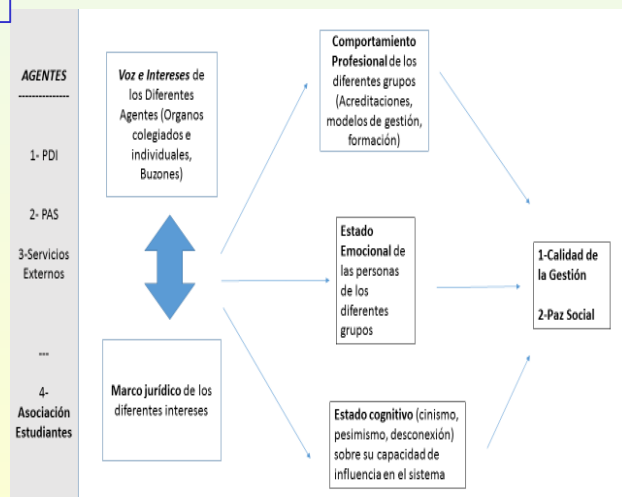 AGENTES
---------------
1- PDI
2- PAS
3-Servicios
Externos
---
4-
Asociación
Estudiantes
Voz e Intereses de
los Diferentes
Agentes (Organos
colegiados e
individuales,
Buzones)
Marco jurídico de los
diferentes intereses
Comportamiento
Profesional de los
diferentes grupos
(Acreditaciones,
modelos de gestión,
formación)
Estado
Emocional de
las personas
de los
diferentes
grupos
Estado cognitivo (cinismo,
pesimismo, desconexión)
sobre su capacidad de
influencia en el sistema
1-Calidad de
la Gestión
2-Paz Social